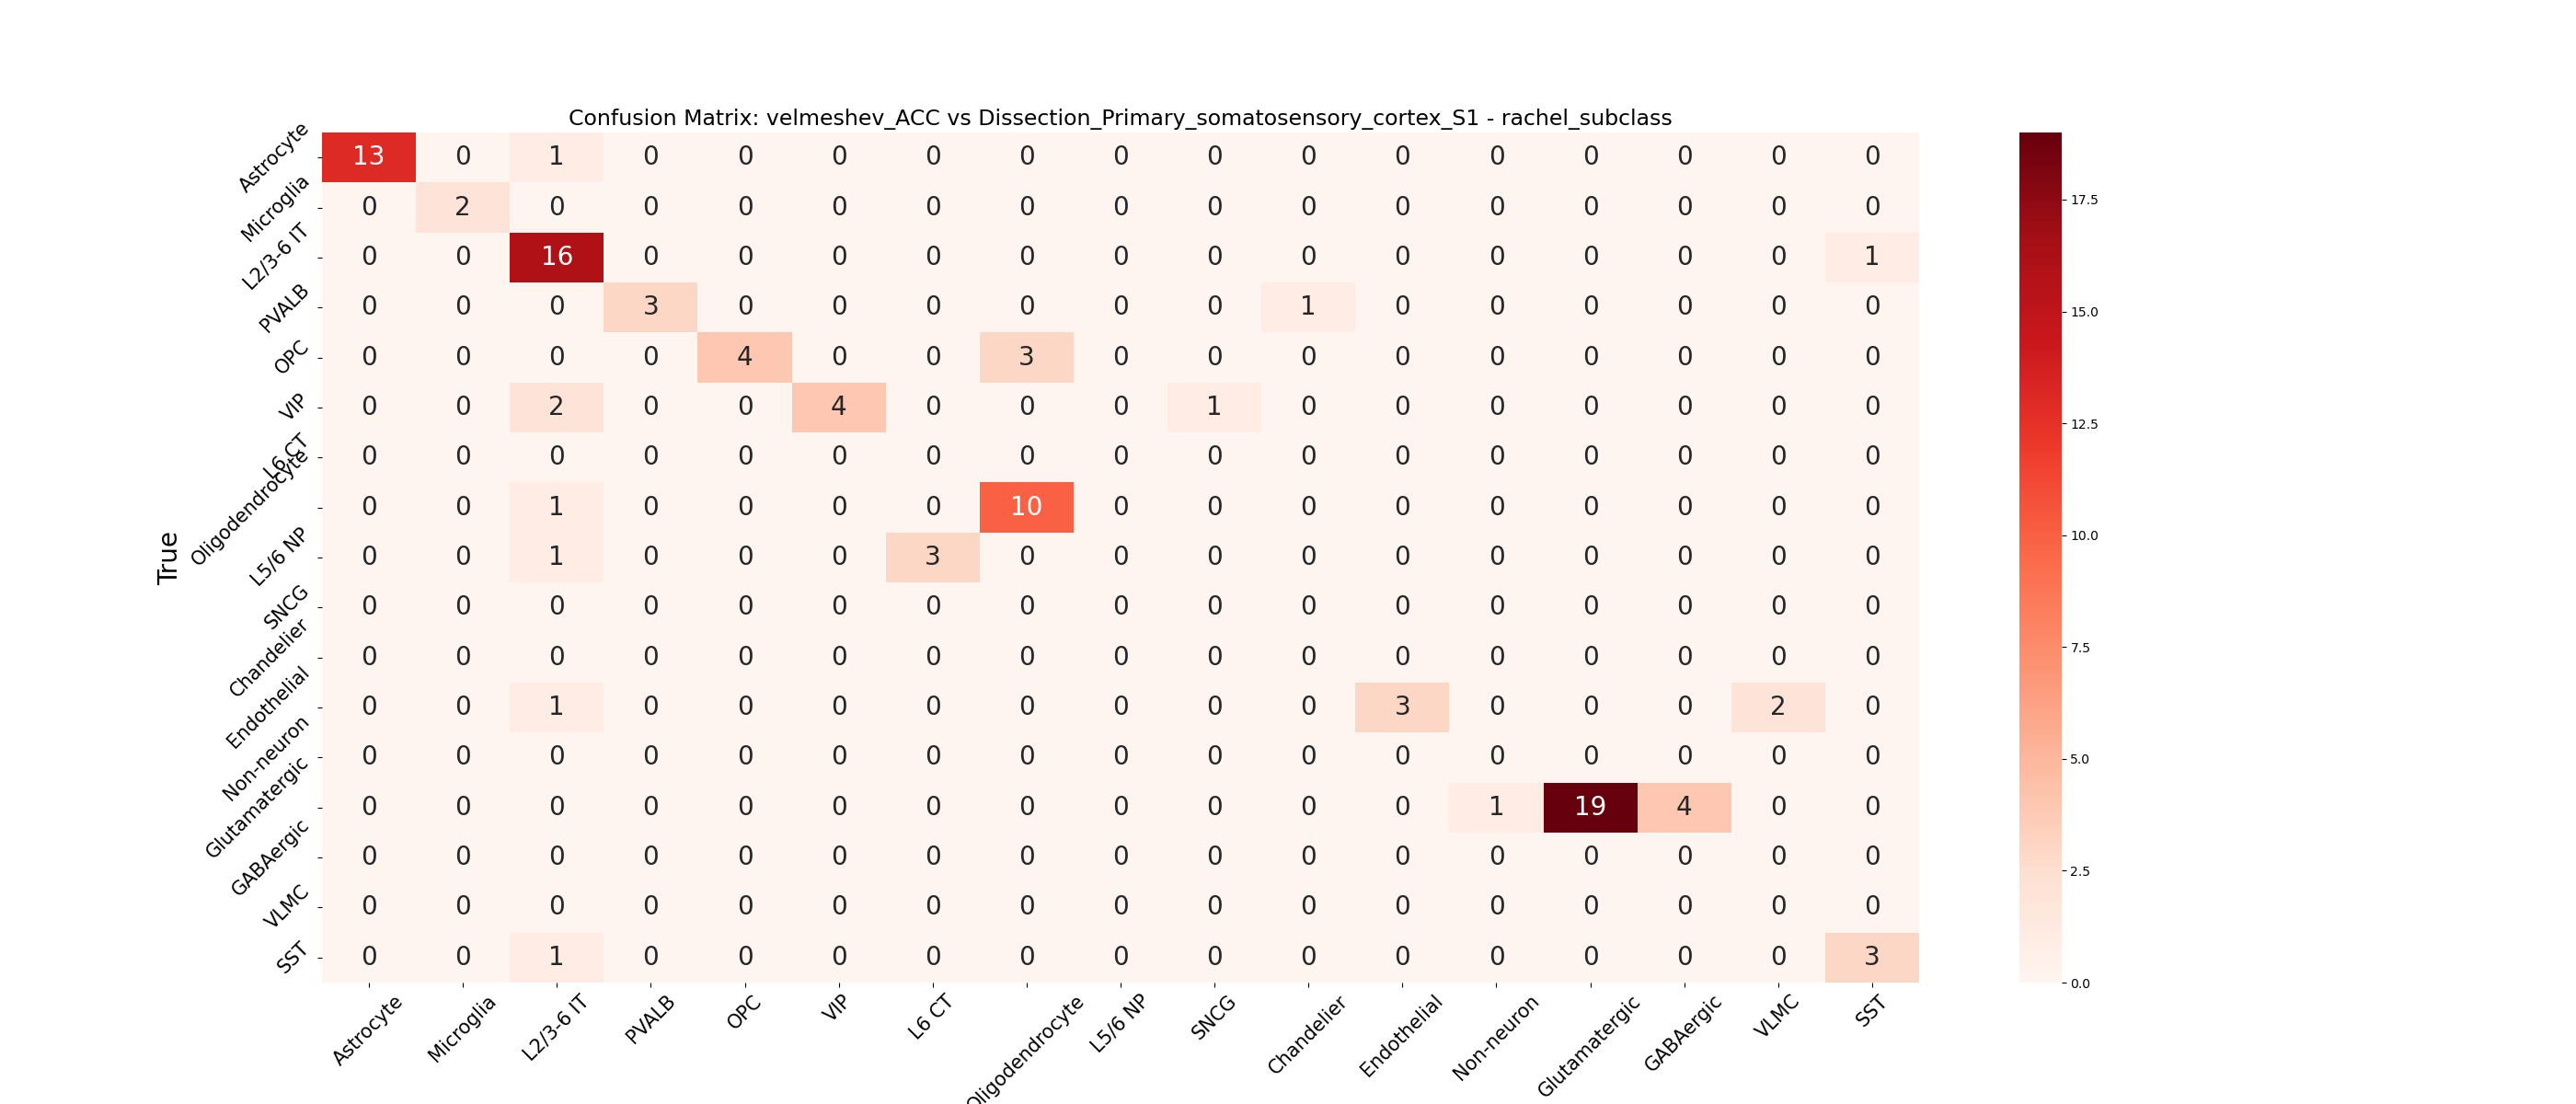 Confusion Matrix: velmeshev_ACC vs Dissection_Primary_somatosensory_cortex_S1 - rachel_subclass
True
Astrocyte 13 0 1 0 0 0 0 0 0 0 0 0 0 0 0 0 0
Microglia 0 2 0 0 0 0 0 0 0 0 0 0 0 0 0 0 0
L2/3-6 IT 0 0 16 0 0 0 0 0 0 0 0 0 0 0 0 0 1
PVALB 0 0 0 3 0 0 0 0 0 0 1 0 0 0 0 0 0
OPC 0 0 0 0 4 0 0 3 0 0 0 0 0 0 0 0 0
VIP 0 0 2 0 0 4 0 0 0 1 0 0 0 0 0 0 0
L6 CT 0 0 0 0 0 0 0 0 0 0 0 0 0 0 0 0 0
Oligodendrocyte 0 0 1 0 0 0 0 10 0 0 0 0 0 0 0 0 0
L5/6 NP 0 0 1 0 0 0 3 0 0 0 0 0 0 0 0 0 0
SNCG 0 0 0 0 0 0 0 0 0 0 0 0 0 0 0 0 0
Chandelier 0 0 0 0 0 0 0 0 0 0 0 0 0 0 0 0 0
Endothelial 0 0 1 0 0 0 0 0 0 0 0 3 0 0 0 2 0
Non-neuron 0 0 0 0 0 0 0 0 0 0 0 0 0 0 0 0 0
Glutamatergic 0 0 0 0 0 0 0 0 0 0 0 0 1 19 4 0 0
GABAergic 0 0 0 0 0 0 0 0 0 0 0 0 0 0 0 0 0
VLMC 0 0 0 0 0 0 0 0 0 0 0 0 0 0 0 0 0
SST 0 0 1 0 0 0 0 0 0 0 0 0 0 0 0 0 3
Astrocyte Microglia L2/3-6 IT PVALB OPC VIP L6 CT Oligodendrocyte L5/6 NP SNCG Chandelier Endothelial Non-neuron Glutamatergic GABAergic VLMC SST
17.5
15.0
12.5
10.0
7.5
5.0
2.5
0.0